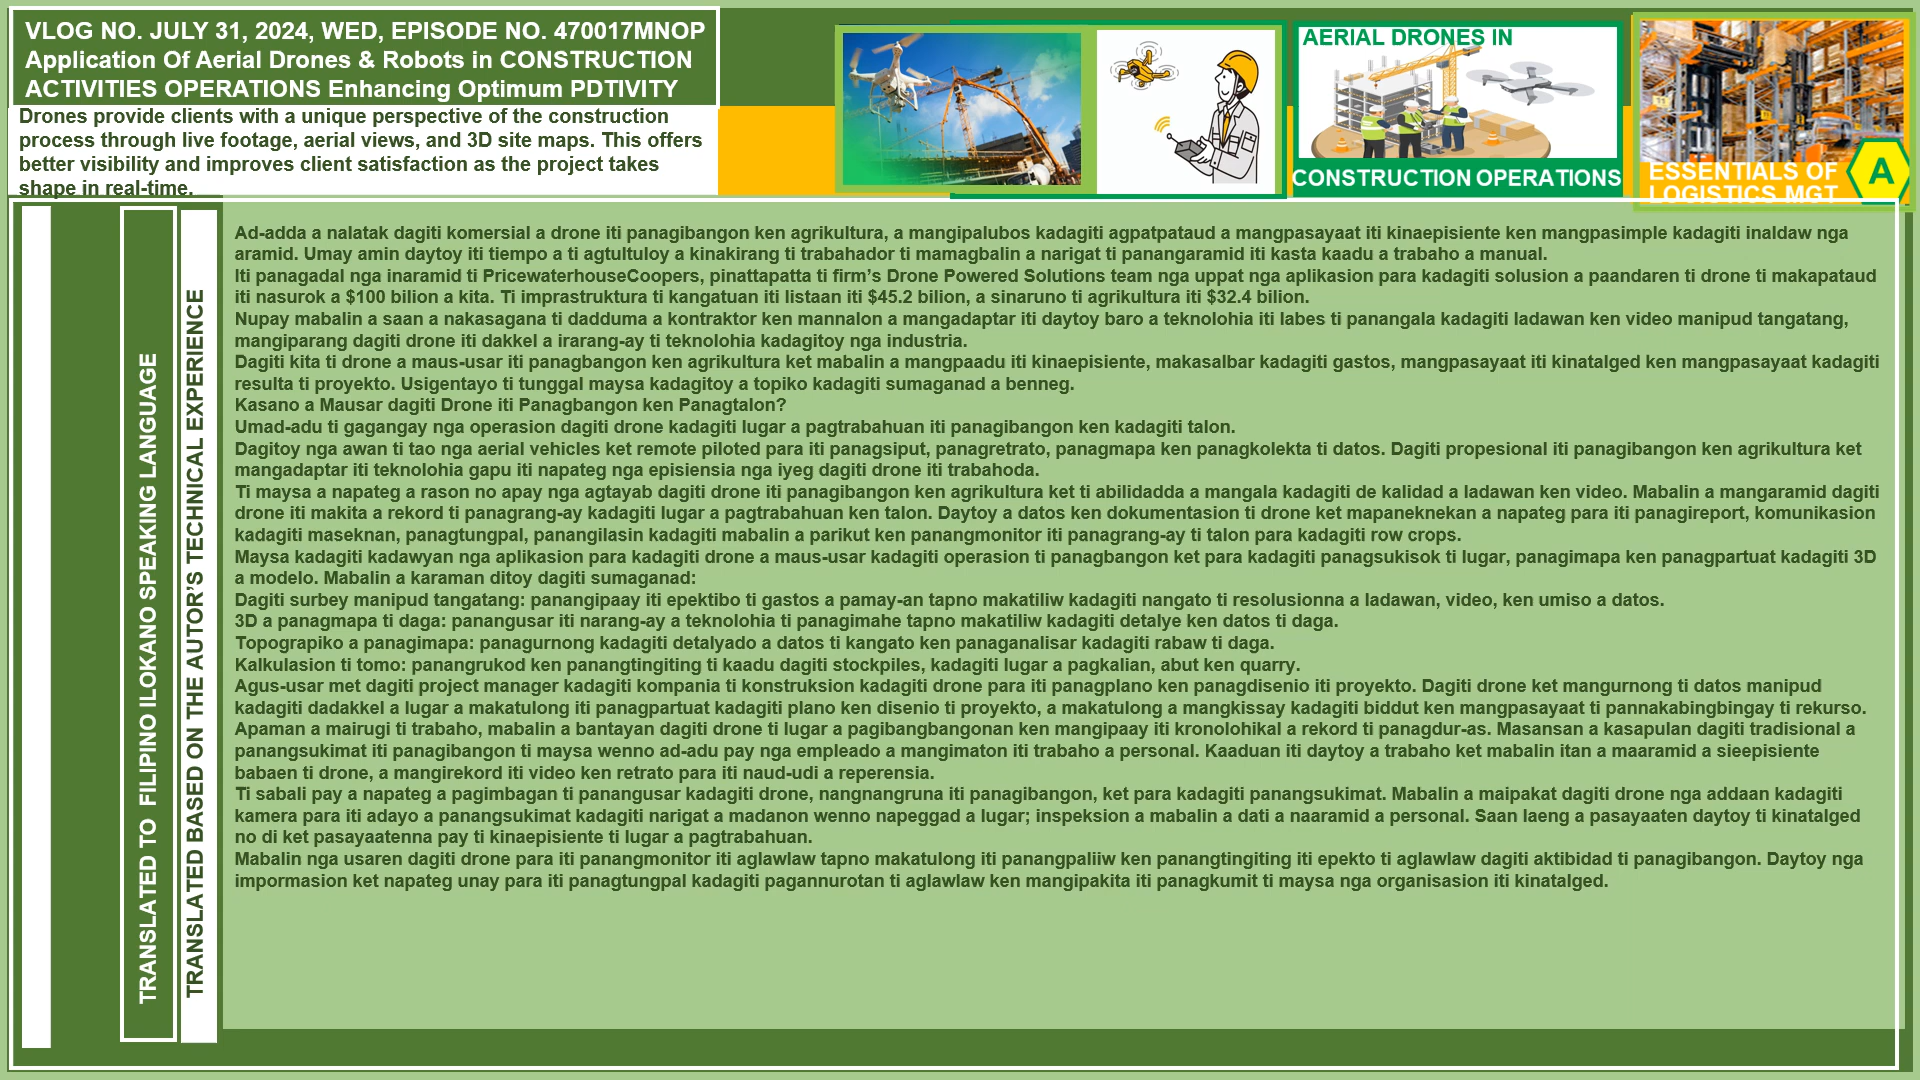 VLOG NO. JULY 31, 2024, WED, EPISODE NO. 470017MNOP
Application Of Aerial Drones & Robots in CONSTRUCTION
ACTIVITIES OPERATIONS Enhancing Optimum PDTIVITY
Drones provide clients with a unique perspective of the construction
process through live footage, aerial views, and 3D site maps. This offers
better visibility and improves client satisfaction as the project takes
shape in real-time.
AERIAL DRONES IN
CONSTRUCTION OPERATIONS
ESSENTIALS OF
LOGISTICS MGT
A
TRANSLATED TO FILIPINO ILOKANO SPEAKING LANGUAGE
TRANSLATED BASED ON THE AUTOR'S TECHNICAL EXPERIENCE
Ad-adda a nalatak dagiti komersial a drone iti panagibangon ken agrikultura, a mangipalubos kadagiti agpatpataud a mangpasayaat iti kinaepisiente ken mangpasimple kadagiti inaldaw nga
aramid. Umay amin daytoy iti tiempo a ti agtultuloy a kinakirang ti trabahador ti mamagbalin a narigat ti panangaramid iti kasta kaadu a trabaho a manual.
Iti panagadal nga inaramid ti PricewaterhouseCoopers, pinattapatta ti firm's Drone Powered Solutions team nga uppat nga aplikasion para kadagiti solusion a paandaren ti drone ti makapataud
iti nasurok a $100 bilion a kita. Ti imprastruktura ti kangatuan iti listaan iti $45.2 bilion, a sinaruno ti agrikultura iti $32.4 bilion.
Nupay mabalin a saan a nakasagana ti dadduma a kontraktor ken mannalon a mangadaptar iti daytoy baro a teknolohia iti labes ti panangala kadagiti ladawan ken video manipud tangatang,
mangiparang dagiti drone iti dakkel a irarang-ay ti teknolohia kadagitoy nga industria.
Dagiti kita ti drone a maus-usar iti panagbangon ken agrikultura ket mabalin a mangpaadu iti kinaepisiente, makasalbar kadagiti gastos, mangpasayaat iti kinatalged ken mangpasayaat kadagiti
resulta ti proyekto. Usigentayo ti tunggal maysa kadagitoy a topiko kadagiti sumaganad a benneg.
Kasano a Mausar dagiti Drone iti Panagbangon ken Panagtalon?
Umad-adu ti gagangay nga operasion dagiti drone kadagiti lugar a pagtrabahuan iti panagibangon ken kadagiti talon.
Dagitoy nga awan ti tao nga aerial vehicles ket remote piloted para iti panagsiput, panagretrato, panagmapa ken panagkolekta ti datos. Dagiti propesional iti panagibangon ken agrikultura ket
mangadaptar iti teknolohia gapu iti napateg nga episiensia nga iyeg dagiti drone iti trabahoda.
Ti maysa a napateg a rason no apay nga agtayab dagiti drone iti panagibangon ken agrikultura ket ti abilidadda a mangala kadagiti de kalidad a ladawan ken video. Mabalin a mangaramid dagiti
drone iti makita a rekord ti panagrang-ay kadagiti lugar a pagtrabahuan ken talon. Daytoy a datos ken dokumentasion ti drone ket mapaneknekan a napateg para iti panagireport, komunikasion
kadagiti maseknan, panagtungpal, panangilasin kadagiti mabalin a parikut ken panangmonitor iti panagrang-ay ti talon para kadagiti row crops.
Maysa kadagiti kadawyan nga aplikasion para kadagiti drone a maus-usar kadagiti operasion ti panagbangon ket para kadagiti panagsukisok ti lugar, panagimapa ken panagpartuat kadagiti 3D
a modelo. Mabalin a karaman ditoy dagiti sumaganad:
Dagiti surbey manipud tangatang: panangipaay iti epektibo ti gastos a pamay-an tapno makatiliw kadagiti nangato ti resolusionna a ladawan, video, ken umiso a datos.
3D a panagmapa ti daga: panangusar iti narang-ay a teknolohia ti panagimahe tapno makatiliw kadagiti detalye ken datos ti daga.
Topograpiko a panagimapa: panagurnong kadagiti detalyado a datos ti kangato ken panaganalisar kadagiti rabaw ti daga.
Kalkulasion ti tomo: panangrukod ken panangtingiting ti kaadu dagiti stockpiles, kadagiti lugar a pagkalian, abut ken quarry.
Agus-usar met dagiti project manager kadagiti kompania ti konstruksion kadagiti drone para iti panagplano ken panagdisenio iti proyekto. Dagiti drone ket mangurnong ti datos manipud
kadagiti dadakkel a lugar a makatulong iti panagpartuat kadagiti plano ken disenio ti proyekto, a makatulong a mangkissay kadagiti biddut ken mangpasayaat ti pannakabingbingay ti rekurso.
Apaman a mairugi ti trabaho, mabalin a bantayan dagiti drone ti lugar a pagibangbangonan ken mangipaay iti kronolohikal a rekord ti panagdur-as. Masansan a kasapulan dagiti tradisional a
panangsukimat iti panagibangon ti maysa wenno ad-adu pay nga empleado a mangimaton iti trabaho a personal. Kaaduan iti daytoy a trabaho ket mabalin itan a maaramid a sieepisiente
babaen ti drone, a mangirekord iti video ken retrato para iti naud-udi a reperensia.
Ti sabali pay a napateg a pagimbagan ti panangusar kadagiti drone, nangnangruna iti panagibangon, ket para kadagiti panangsukimat. Mabalin a maipakat dagiti drone nga addaan kadagiti
kamera para iti adayo a panangsukimat kadagiti narigat a madanon wenno napeggad a lugar; inspeksion a mabalin a dati a naaramid a personal. Saan laeng a pasayaaten daytoy ti kinatalged
no di ket pasayaatenna pay ti kinaepisiente ti lugar a pagtrabahuan.
Mabalin nga usaren dagiti drone para iti panangmonitor iti aglawlaw tapno makatulong iti panangpaliiw ken panangtingiting iti epekto ti aglawlaw dagiti aktibidad ti panagibangon. Daytoy nga
impormasion ket napateg unay para iti panagtungpal kadagiti pagannurotan ti aglawlaw ken mangipakita iti panagkumit ti maysa nga organisasion iti kinatalged.